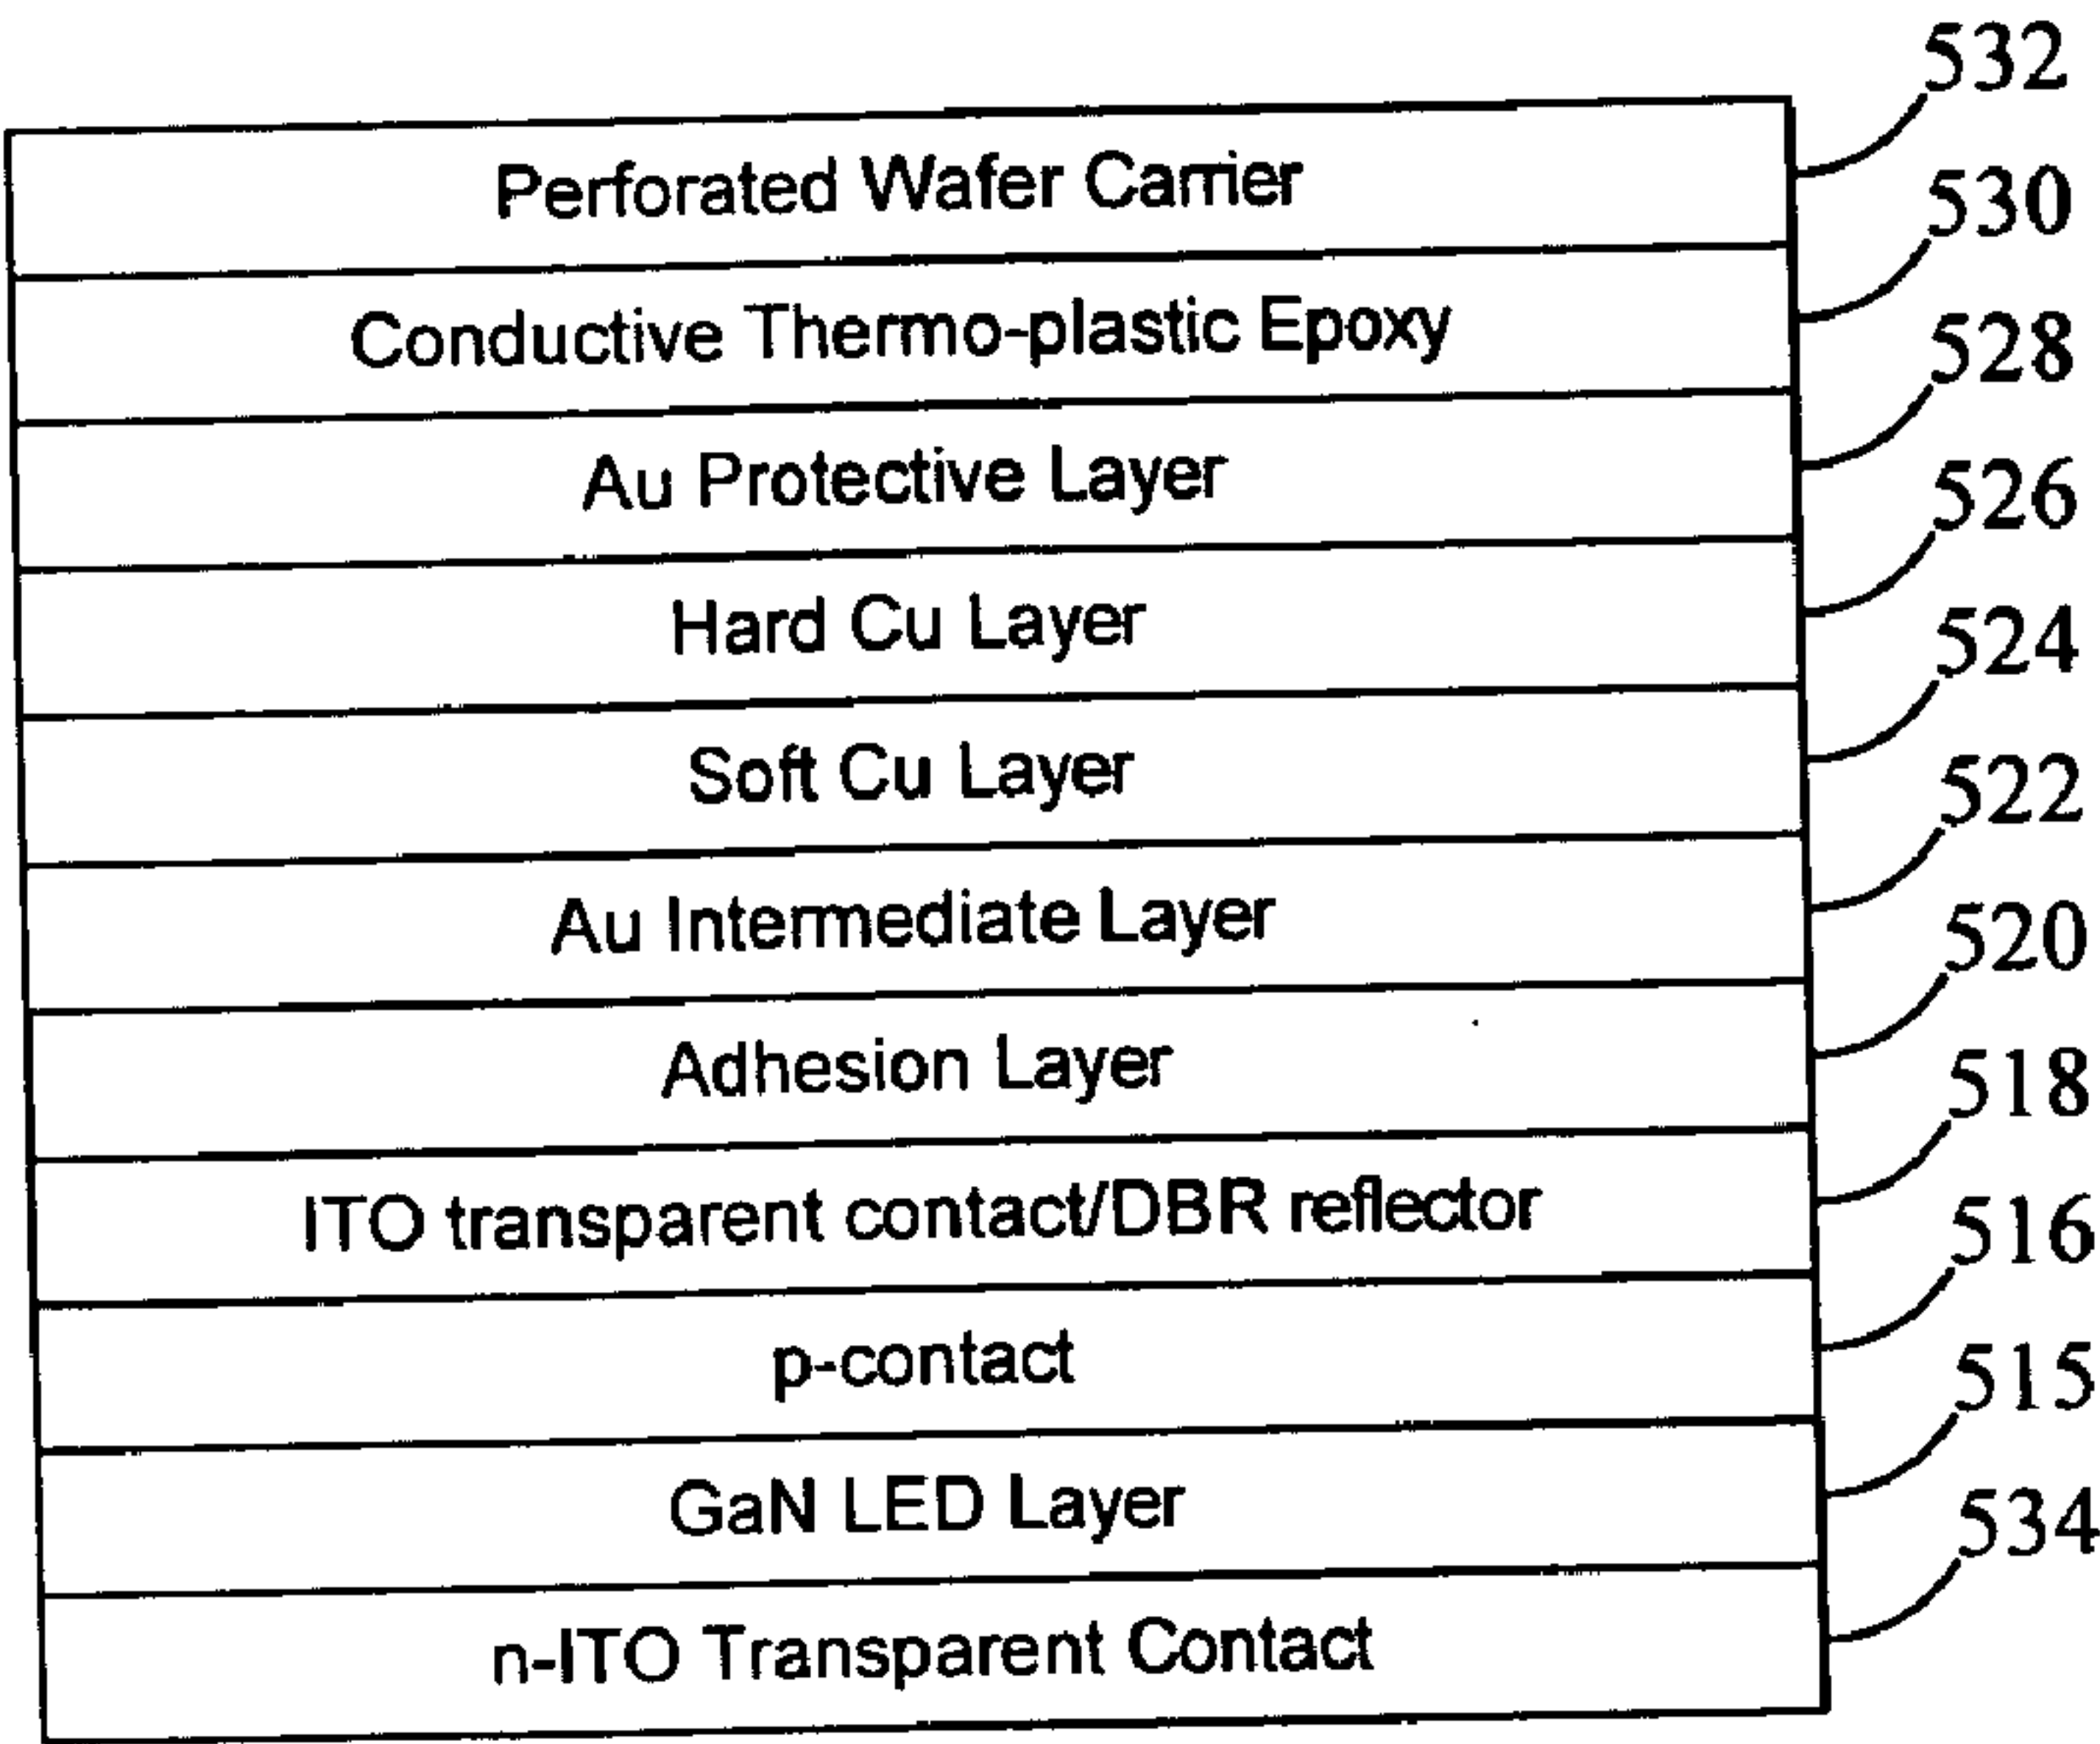 532
Perforated Wafer Carrier
530
Conductive Thermo-plastic Epoxy
528
Au Protective Layer
526
Hard Cu Layer
524
Soft Cu Layer
522
Au Intermediate Layer
520
Adhesion Layer
518
ITO transparent contact/DBR reflector
516
p-contact
515
GaN LED Layer
534
n-ITO Transparent Contact